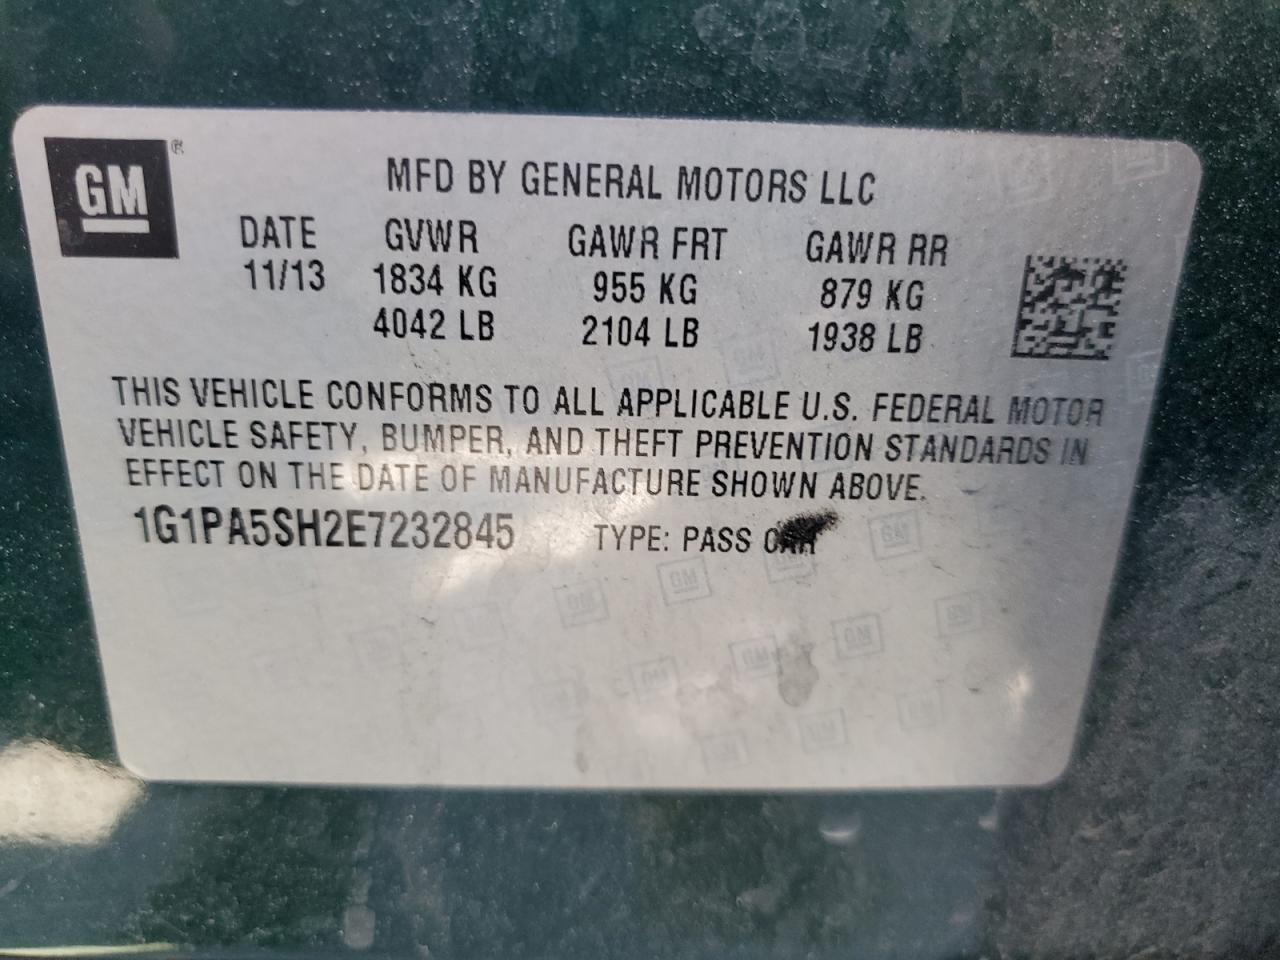 GM
MFD BY GENERAL MOTORS LLC
DATE GVWR GAWR FRT GAWR RR
11/13 1834 KG 955 KG 879 KG
4042 LB 2104 LB 1938 LB
THIS VEHICLE CONFORMS TO ALL APPLICABLE U.S. FEDERAL MOTOR
VEHICLE SAFETY, BUMPER, AND THEFT PREVENTION STANDARDS IN
EFFECT ON THE DATE OF MANUFACTURE SHOWN ABOVE.
1G1PA5SH2E7232845 TYPE: PASS CAR